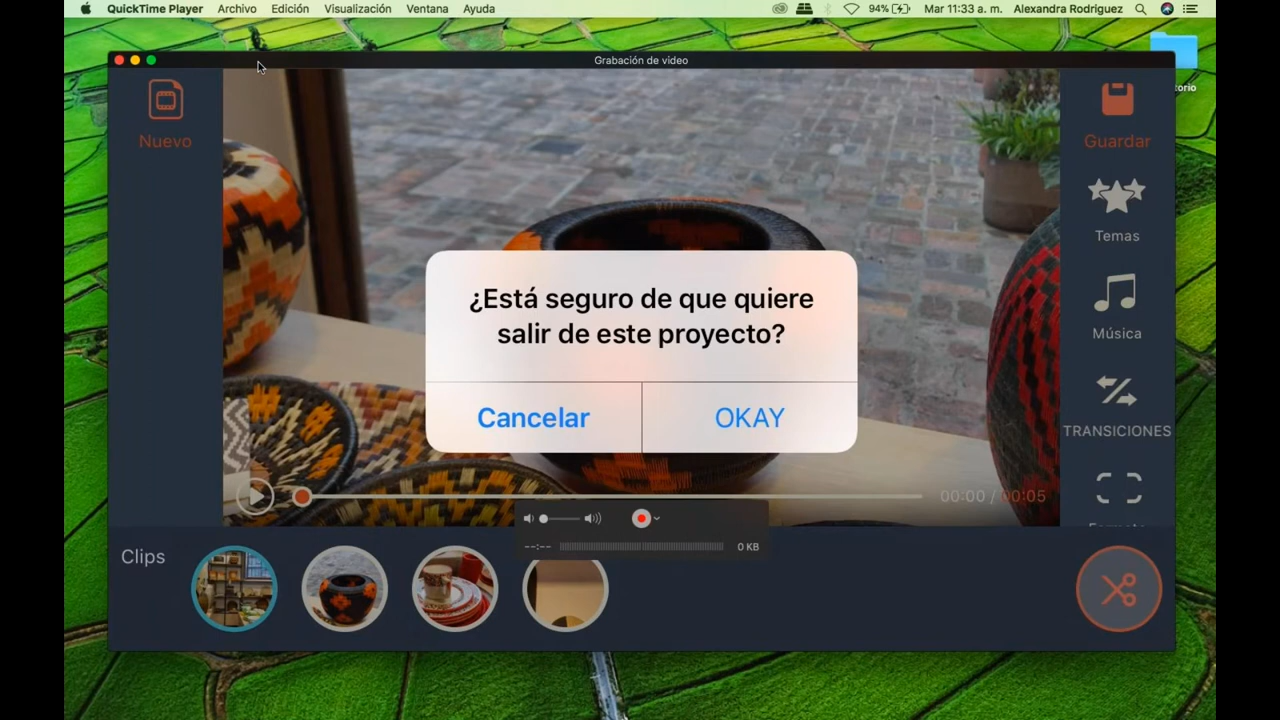 QuickTime Player Archivo Edición Visualización Ventana Ayuda 94% Mar 11:33 a. m. Alexandra Rodríguez
Grabación de video
torio
Nuevo
Guardar
Temas
Música
TRANSICIONES
¿Está seguro de que quiere
salir de este proyecto?
Cancelar OKAY
00:00 / 00:05
--:-- 0 KB
Clips